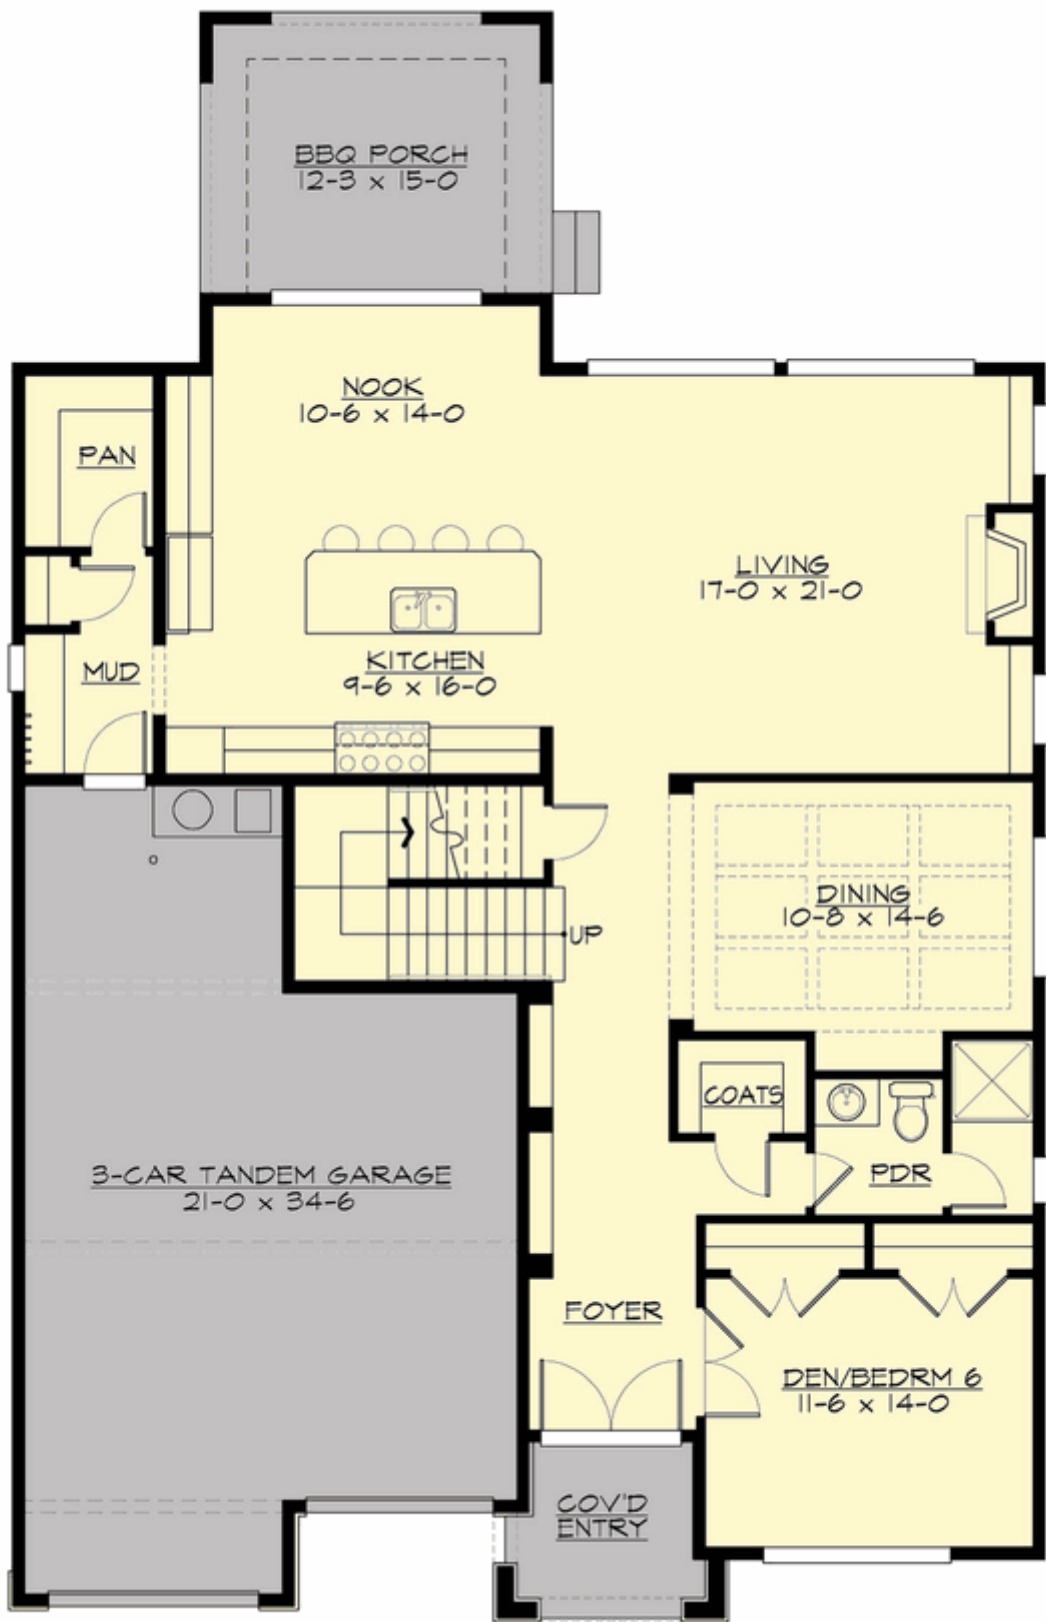 BBQ PORCH
12-3 x 15-0
NOOK
10-6 x 14-0
PAN
LIVING
17-0 x 21-0
KITCHEN
9-6 x 16-0
MUD
DINING
10-8 x 14-6
UP
COATS
PDR
3-CAR TANDEM GARAGE
21-0 x 34-6
FOYER
DEN/BEDRM 6
11-6 x 14-0
COV'D
ENTRY